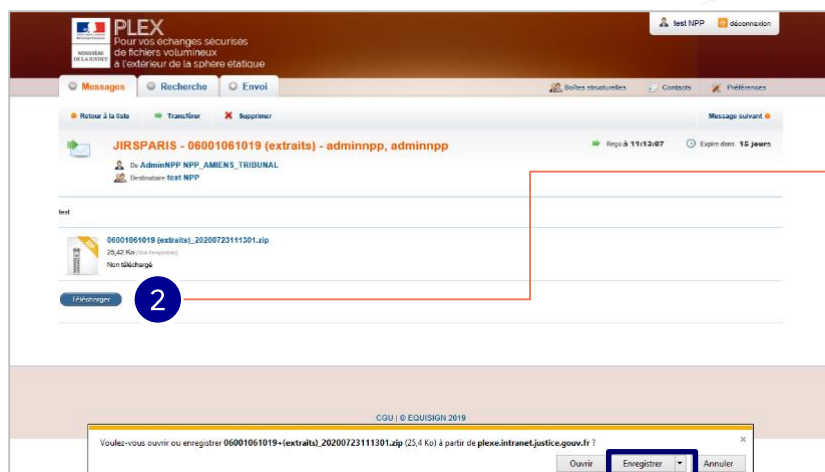 MINISTÈRE
DE LA JUSTICE
PLEX
Pour vos échanges sécurisés
de fichiers volumineux
à l'extérieur de la sphère étatique
test NPP
déconnexion
Messages
Recherche
Envoi
Boîtes structurelles
Contacts
Préférences
Retour à la liste
Transférer
Supprimer
Message suivant
JIRSPARIS - 06001061019 (extraits) - adminnpp, adminnpp
Reçu à 11:13:07
Expire dans 15 jours
De AdminNPP NPP_AMIENS_TRIBUNAL
Destinataire test NPP
test
06001061019 (extraits)_20200723111301.zip
25,42 Ko
Non téléchargé
Télécharger
2
CGU | © EQUISIGN 2019
Voulez-vous ouvrir ou enregistrer 06001061019+(extraits)_20200723111301.zip (25,4 Ko) à partir de plexe.intranet.justice.gouv.fr ?
×
Ouvrir
Enregistrer
Annuler